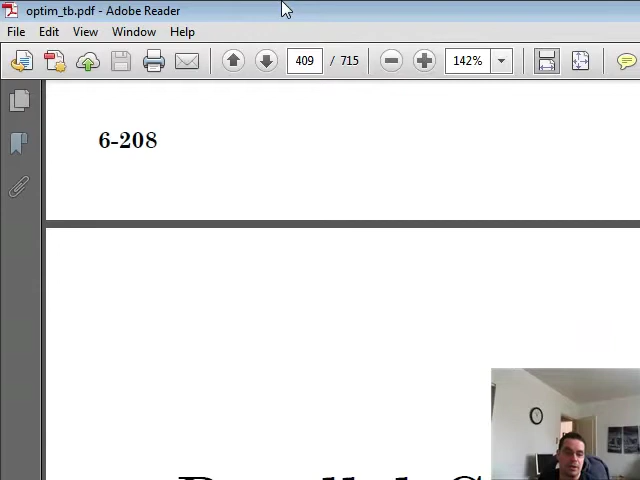 optim_tb.pdf - Adobe Reader
File Edit View Window Help
409 / 715 142%
6-208